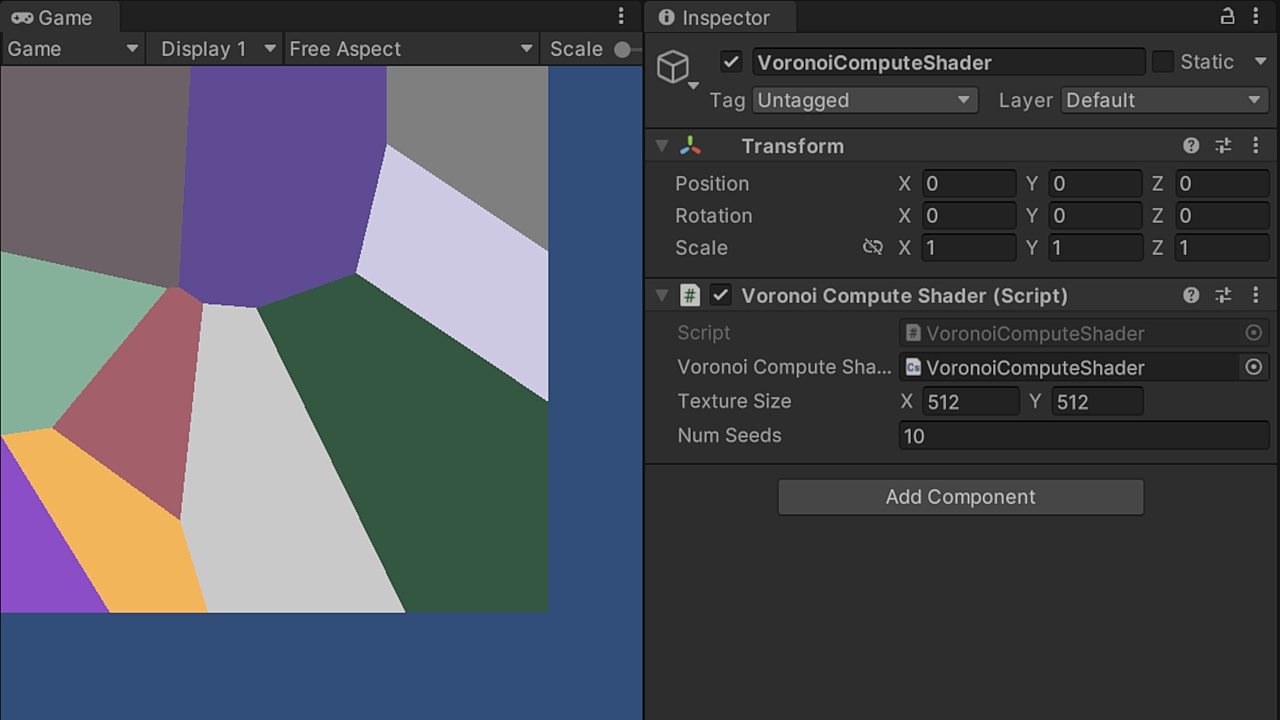 Game
Game Display 1 Free Aspect Scale
Inspector
VoronoiComputeShader Static
Tag Untagged Layer Default
Transform
Position X 0 Y 0 Z 0
Rotation X 0 Y 0 Z 0
Scale X 1 Y 1 Z 1
# Voronoi Compute Shader (Script)
Script # VoronoiComputeShader
Voronoi Compute Sha... Cs VoronoiComputeShader
Texture Size X 512 Y 512
Num Seeds 10
Add Component